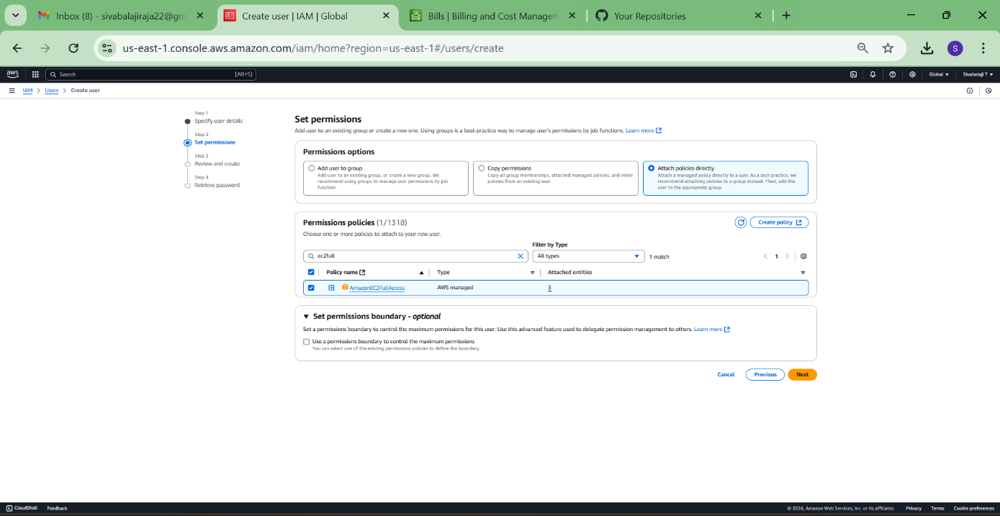 Inbox (8) - sivabalajiraja22@gm
Create user | IAM | Global
Bills | Billing and Cost Managem
Your Repositories
us-east-1.console.aws.amazon.com/iam/home?region=us-east-1#/users/create
S
aws
Search
[Alt+S]
Global
Sivabalaji T
IAM > Users > Create user
Step 1
Specify user details
Step 2
Set permissions
Step 3
Review and create
Step 4
Retrieve password
Set permissions
Add user to an existing group or create a new one. Using groups is a best-practice way to manage user's permissions by job functions. Learn more
Permissions options
Add user to group
Add user to an existing group, or create a new group. We
recommend using groups to manage user permissions by job
function.
Copy permissions
Copy all group memberships, attached managed policies, and inline
policies from an existing user.
Attach policies directly
Attach a managed policy directly to a user. As a best practice, we
recommend attaching policies to a group instead. Then, add the
user to the appropriate group.
Permissions policies (1/1318)
Create policy
Choose one or more policies to attach to your new user.
Filter by Type
ec2full
All types
1 match
1
Policy name
Type
Attached entities
AmazonEC2FullAccess
AWS managed
3
Set permissions boundary - optional
Set a permissions boundary to control the maximum permissions for this user. Use this advanced feature used to delegate permission management to others. Learn more
Use a permissions boundary to control the maximum permissions
You can select one of the existing permissions policies to define the boundary.
Cancel
Previous
Next
CloudShell
Feedback
© 2024, Amazon Web Services, Inc. or its affiliates.
Privacy
Terms
Cookie preferences